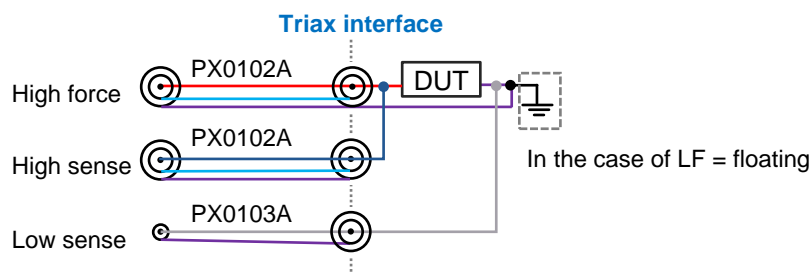 Triax interface
PX0102A
DUT
High force
PX0102A
High sense
In the case of LF = floating
PX0103A
Low sense